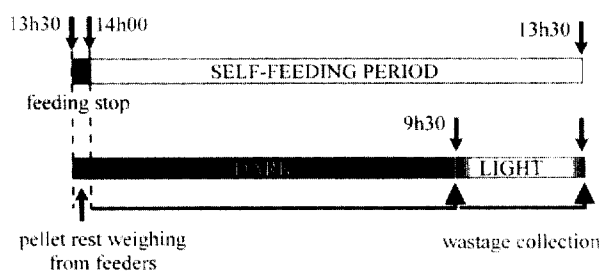 13h30 14h00 13h30
SELF-FEEDING PERIOD
feeding stop
9h30
DARK LIGHT
pellet rest weighing
from feeders
wastage collection